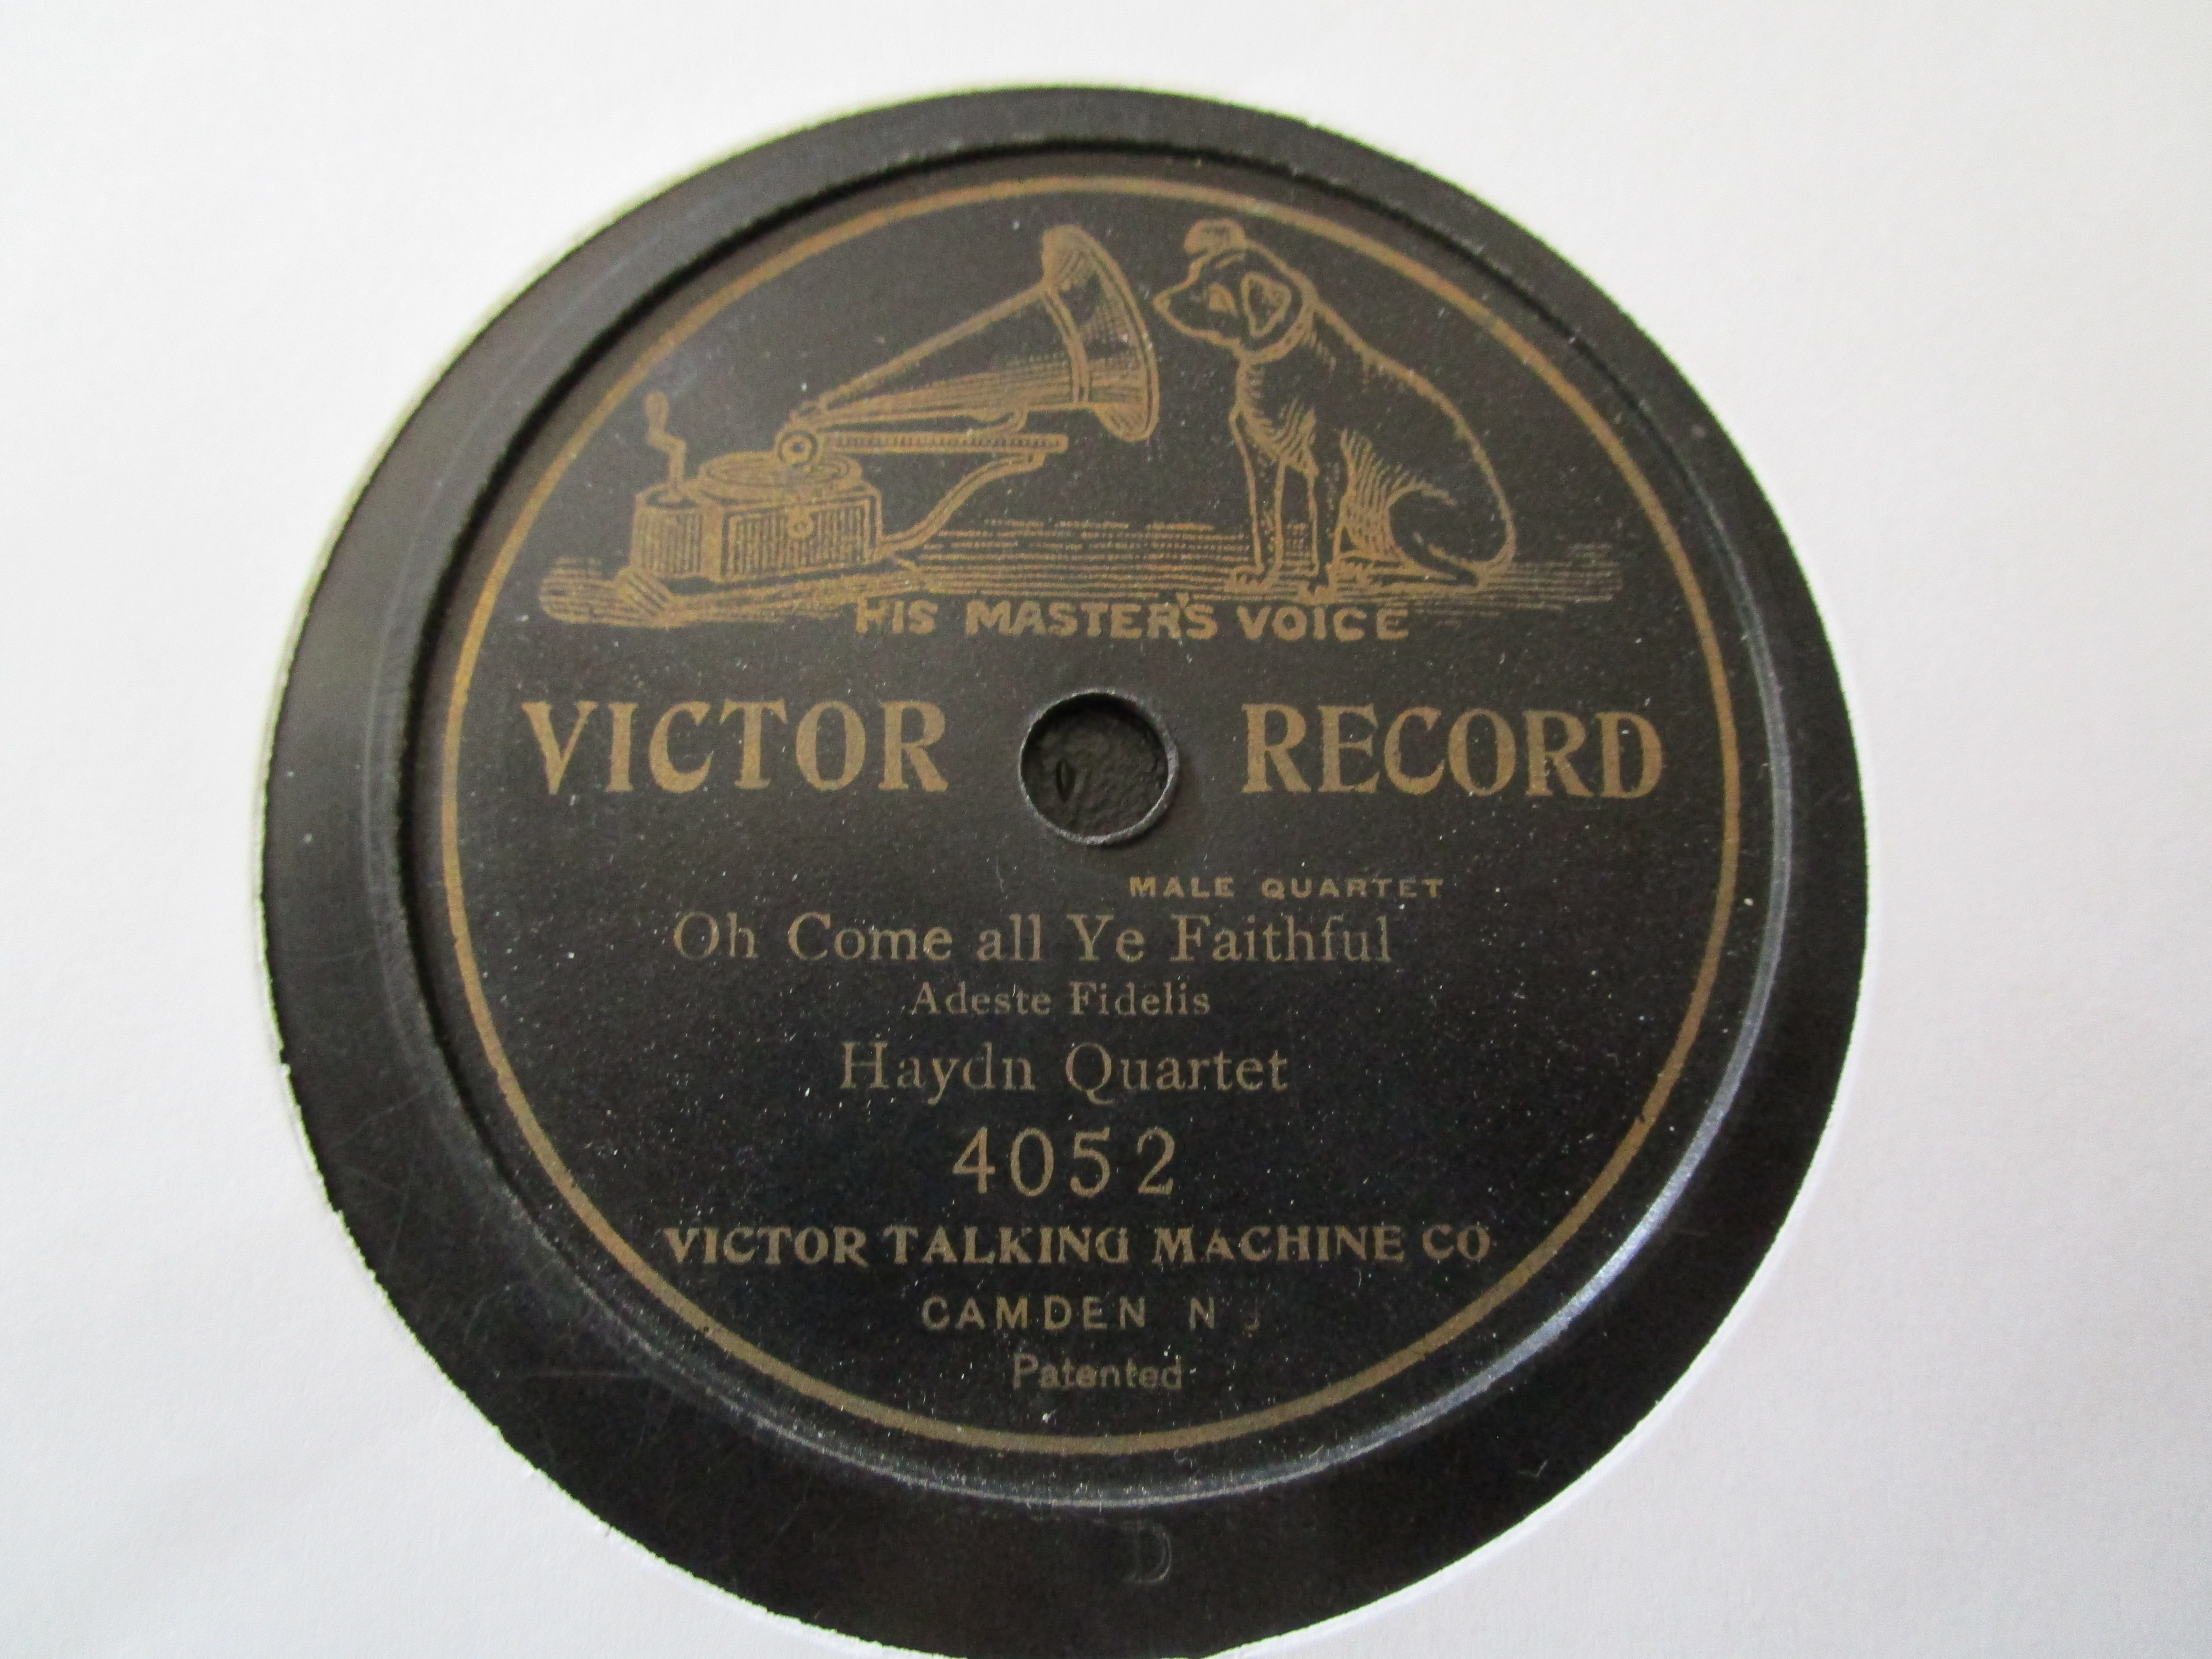 HIS MASTER'S VOICE
VICTOR RECORD
MALE QUARTET
Oh Come all Ye Faithful
Adeste Fidelis
Haydn Quartet
4052
VICTOR TALKING MACHINE CO
CAMDEN N J
Patented
D